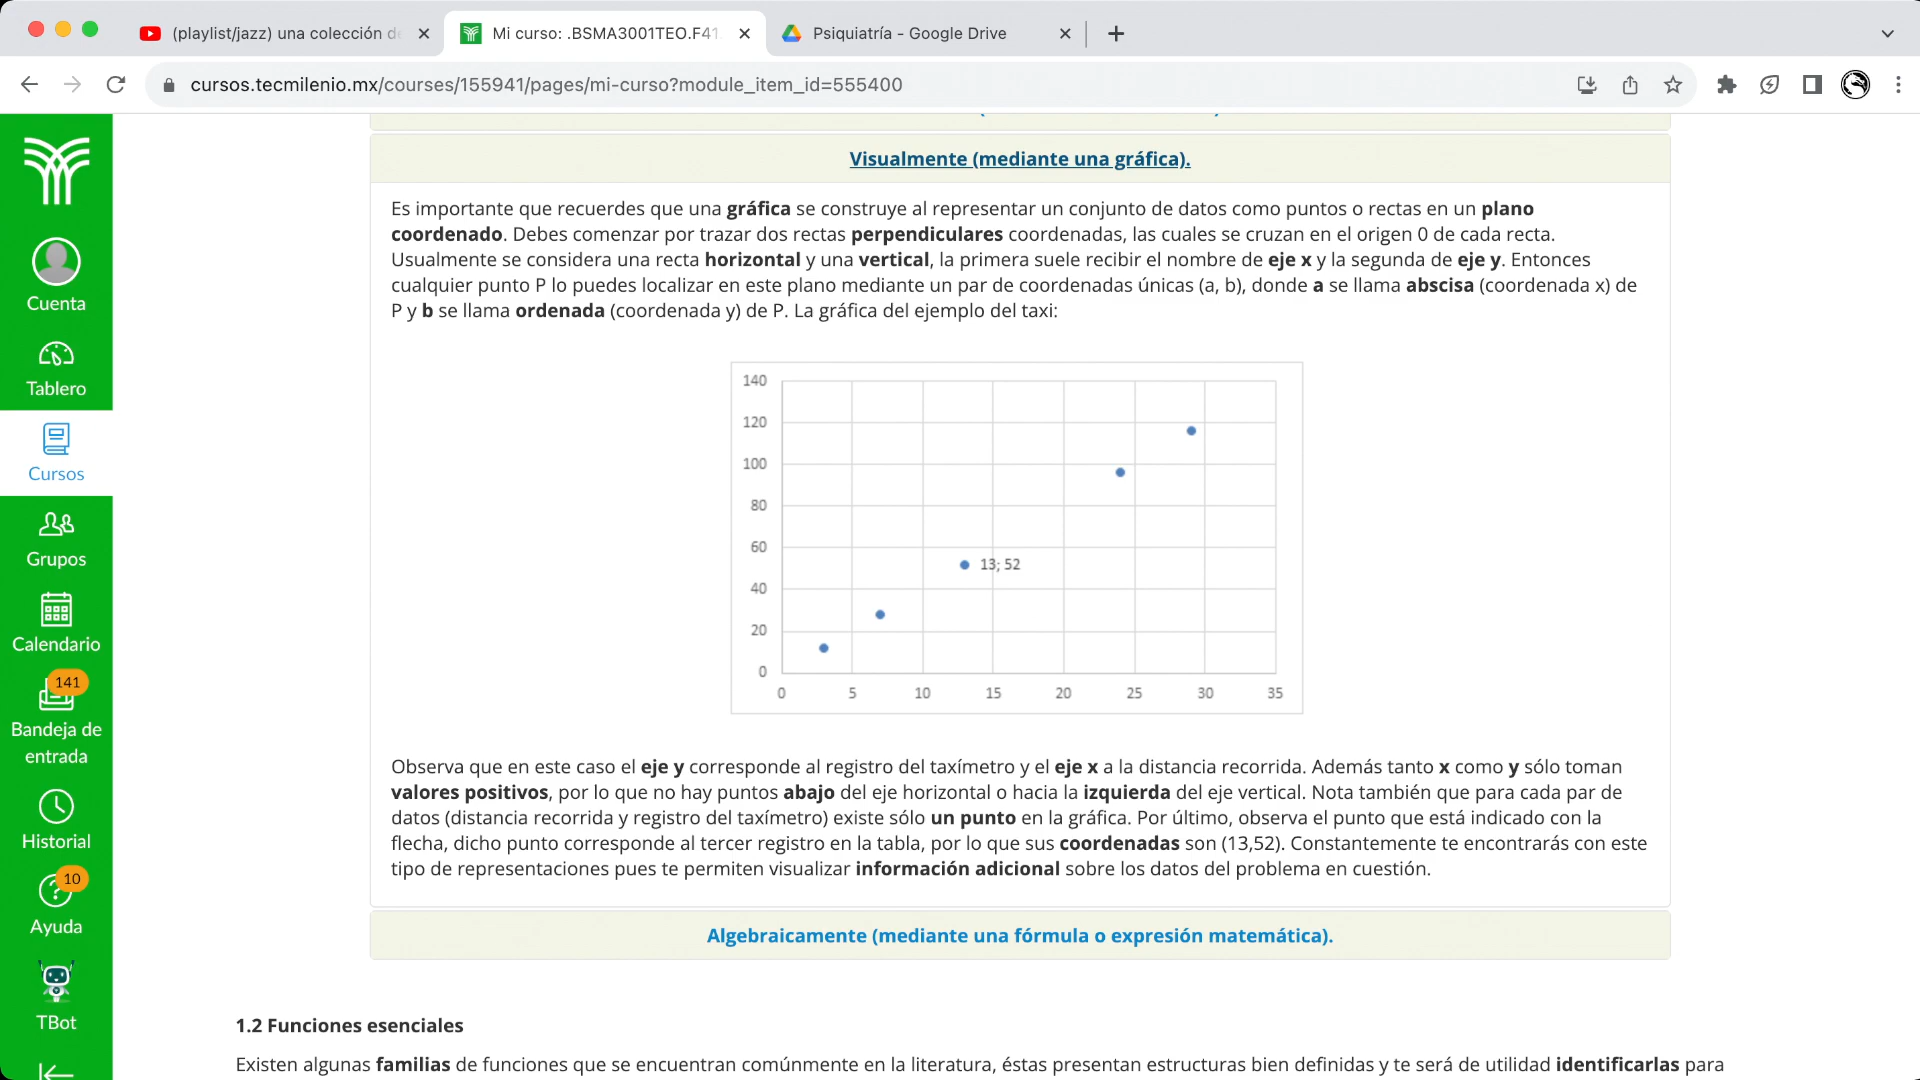 (playlist/jazz) una colección de
Mi curso: .BSMA3001TEO.F41
Psiquiatría - Google Drive
cursos.tecmilenio.mx/courses/155941/pages/mi-curso?module_item_id=555400
Cuenta
Tablero
Cursos
Grupos
Calendario
141
Bandeja de
entrada
Historial
10
Ayuda
TBot
Visualmente (mediante una gráfica).
Es importante que recuerdes que una gráfica se construye al representar un conjunto de datos como puntos o rectas en un plano
coordenado. Debes comenzar por trazar dos rectas perpendiculares coordenadas, las cuales se cruzan en el origen 0 de cada recta.
Usualmente se considera una recta horizontal y una vertical, la primera suele recibir el nombre de eje x y la segunda de eje y. Entonces
cualquier punto P lo puedes localizar en este plano mediante un par de coordenadas únicas (a, b), donde a se llama abscisa (coordenada x) de
P y b se llama ordenada (coordenada y) de P. La gráfica del ejemplo del taxi:
140
120
100
80
60
13; 52
40
20
0
0 5 10 15 20 25 30 35
Observa que en este caso el eje y corresponde al registro del taxímetro y el eje x a la distancia recorrida. Además tanto x como y sólo toman
valores positivos, por lo que no hay puntos abajo del eje horizontal o hacia la izquierda del eje vertical. Nota también que para cada par de
datos (distancia recorrida y registro del taxímetro) existe sólo un punto en la gráfica. Por último, observa el punto que está indicado con la
flecha, dicho punto corresponde al tercer registro en la tabla, por lo que sus coordenadas son (13,52). Constantemente te encontrarás con este
tipo de representaciones pues te permiten visualizar información adicional sobre los datos del problema en cuestión.
Algebraicamente (mediante una fórmula o expresión matemática).
1.2 Funciones esenciales
Existen algunas familias de funciones que se encuentran comúnmente en la literatura, éstas presentan estructuras bien definidas y te será de utilidad identificarlas para